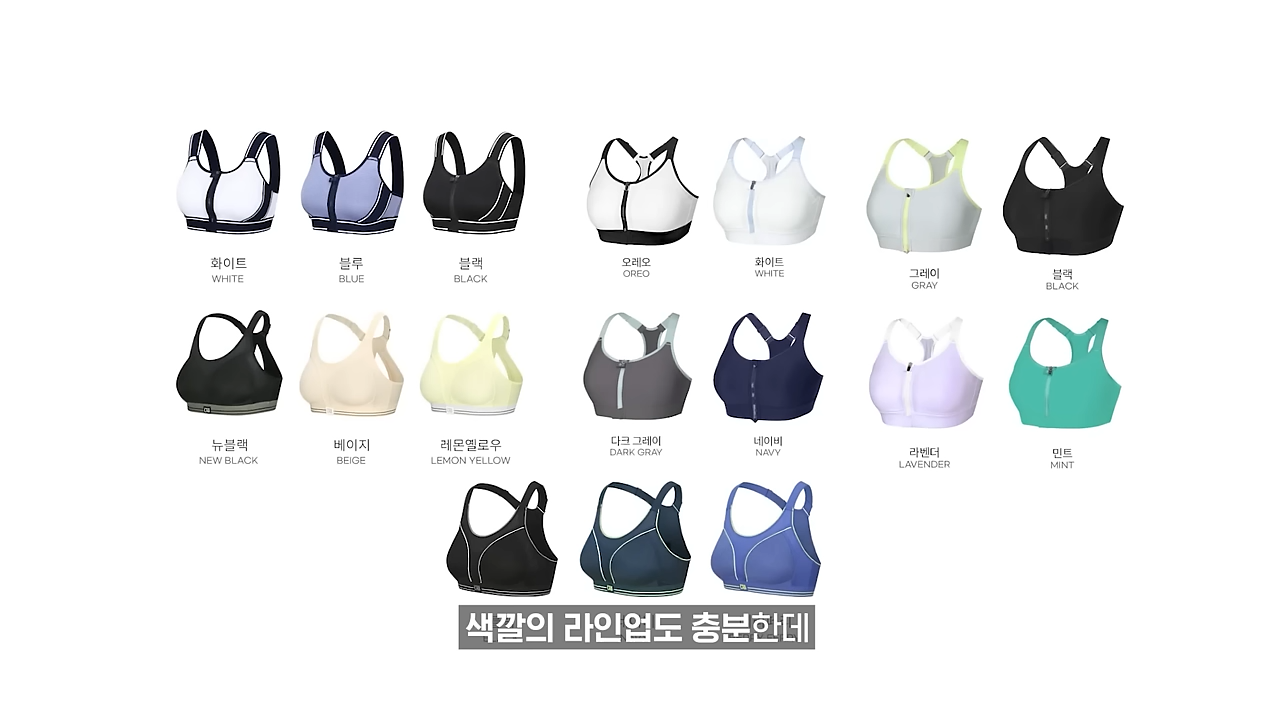 화이트
WHITE
블루
BLUE
블랙
BLACK
오레오
OREO
화이트
WHITE
그레이
GRAY
블랙
BLACK
뉴블랙
NEW BLACK
베이지
BEIGE
레몬옐로우
LEMON YELLOW
다크 그레이
DARK GRAY
네이비
NAVY
라벤더
LAVENDER
민트
MINT
색깔의 라인업도 충분한데